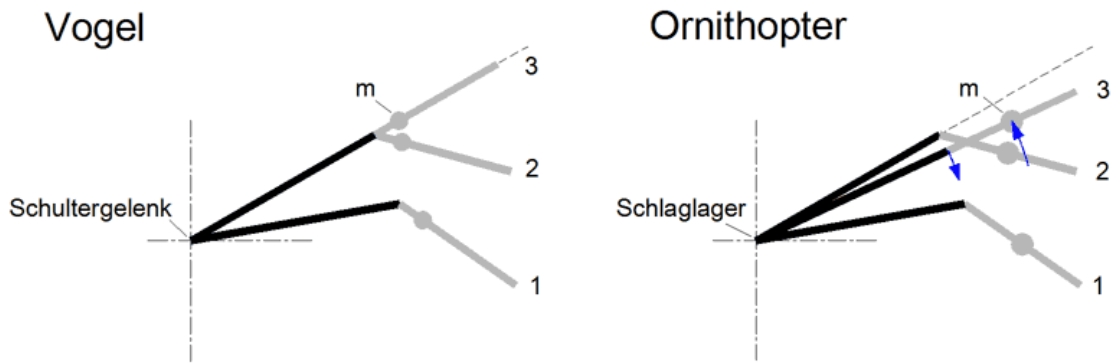 Vogel
3
m
2
Schultergelenk
1
Ornithopter
3
m
2
Schlaglager
1